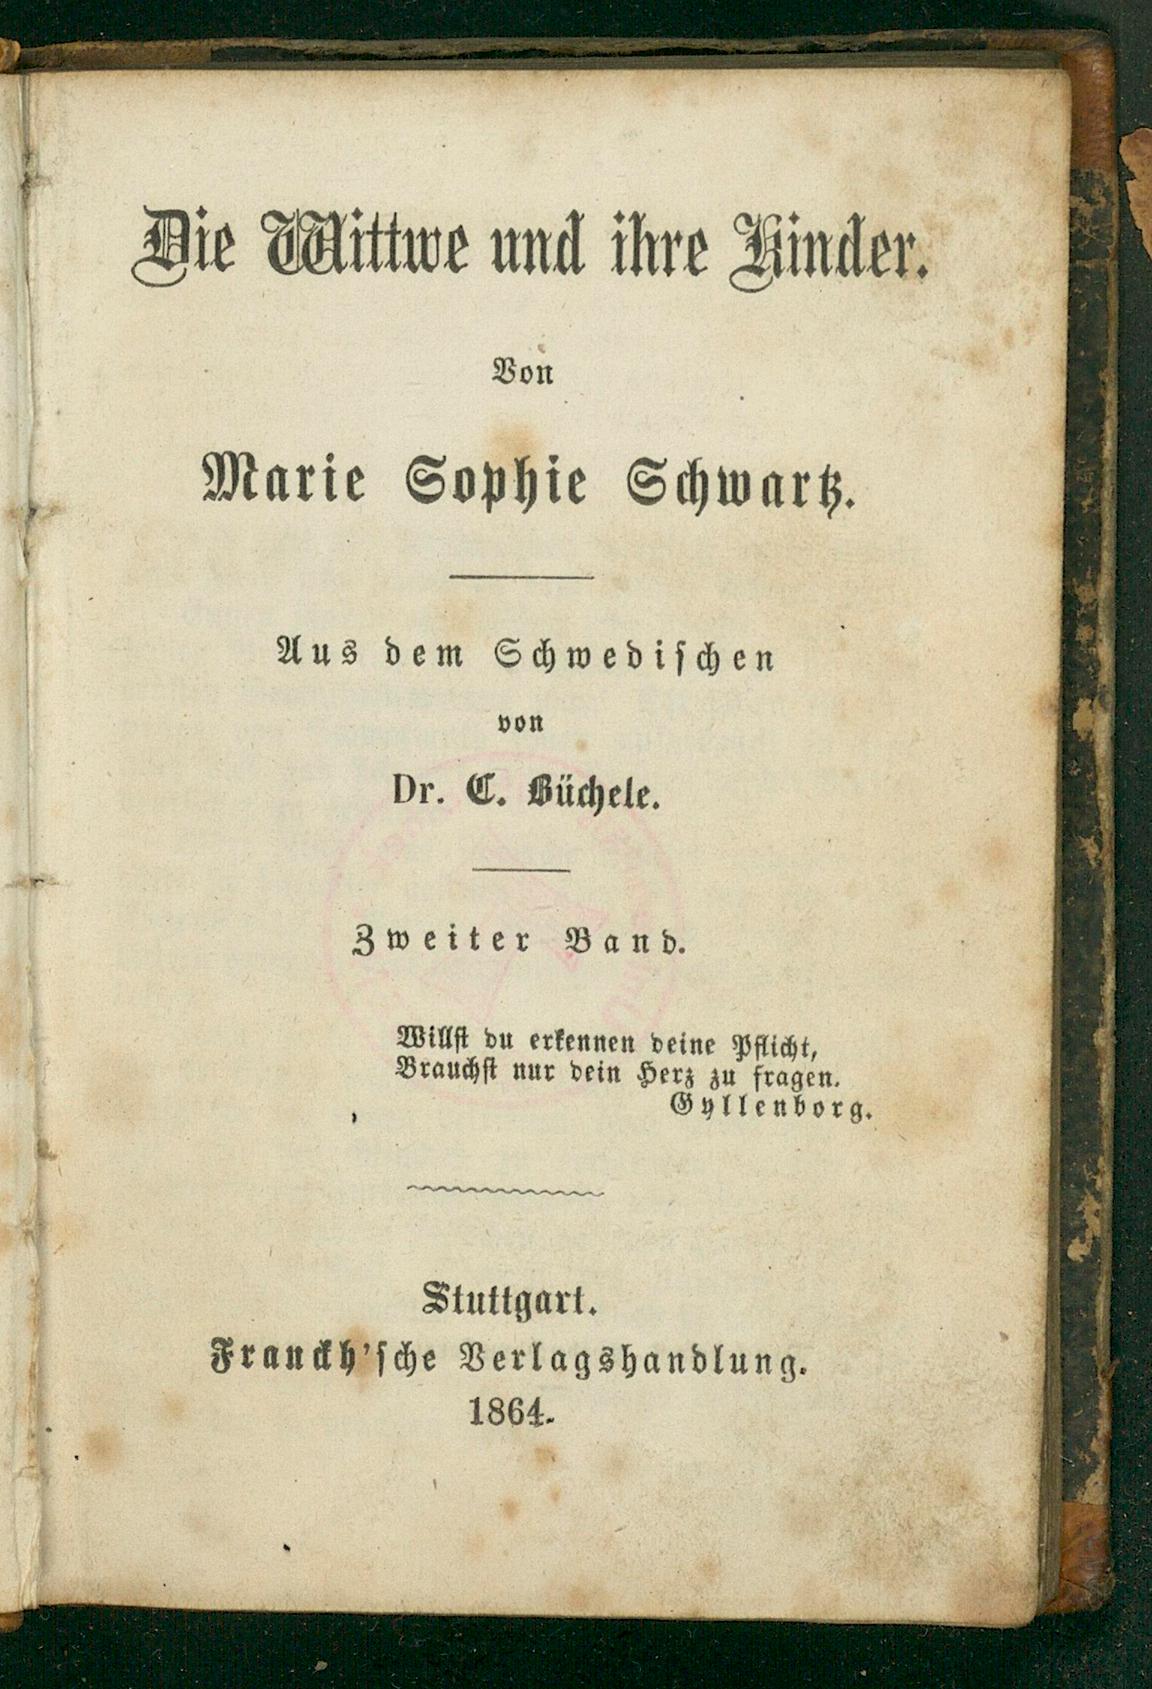 Die Wittwe und ihre Kinder.
Von
Marie Sophie Schwartz.
Aus dem Schwedischen
von
Dr. C. Büchele.
Zweiter Band.
Willst du erkennen deine Pflicht,
Brauchst nur dein Herz zu fragen.
Gyllenborg.
Stuttgart.
Franckh'sche Verlagshandlung.
1864.